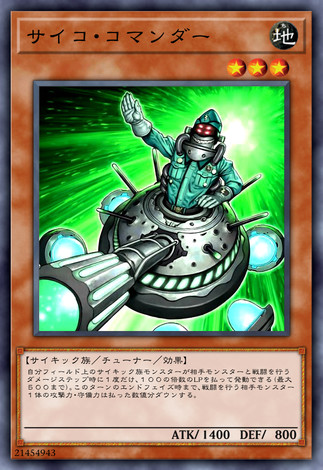 サイコ・コマンダー
地
【サイキック族／チューナー／効果】
自分フィールド上のサイキック族モンスターが相手モンスターと戦闘を行う
ダメージステップ時に１度だけ、１００の倍数のLPを払って発動できる（最大
５００まで）。このターンのエンドフェイズ時まで、戦闘を行う相手モンスター
１体の攻撃力・守備力は払った数値分ダウンする。
ATK/ 1400 DEF/ 800
21454943